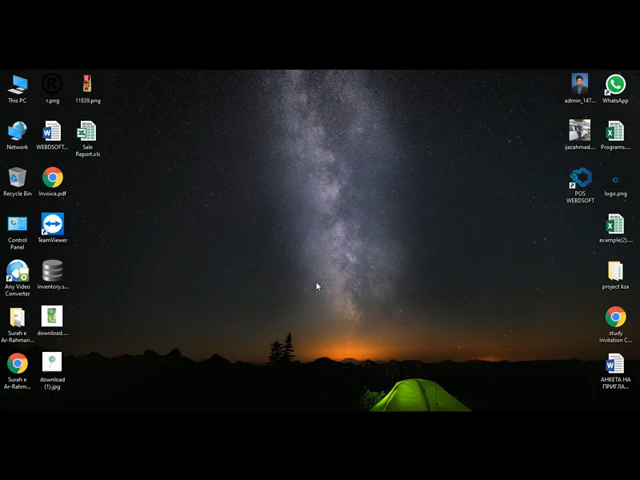 This PC
r.png
11839.png
Network
WEBDSOFT...
Sale
Report.xls
Recycle Bin
Invoice.pdf
Control
Panel
TeamViewer
Any Video
Converter
Inventory.s...
Surah e
Ar-Rahman...
download....
Surah e
Ar-Rahm...
download
(1).jpg
admin_147...
WhatsApp
ijazahmad....
Programs...
POS
WEBDSOFT
logo.png
example(2)....
project ksa
study
Invitation C...
АНКЕТА НА
ПРИГЛА...